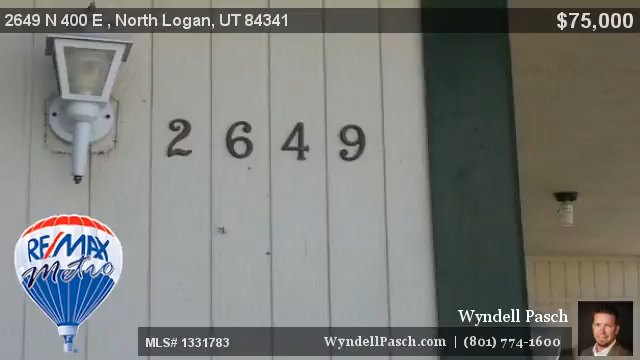 2649 N 400 E , North Logan, UT 84341
$75,000
2649
RE/MAX
Metro
Wyndell Pasch
MLS# 1331783
WyndellPasch.com | (801) 774-1600